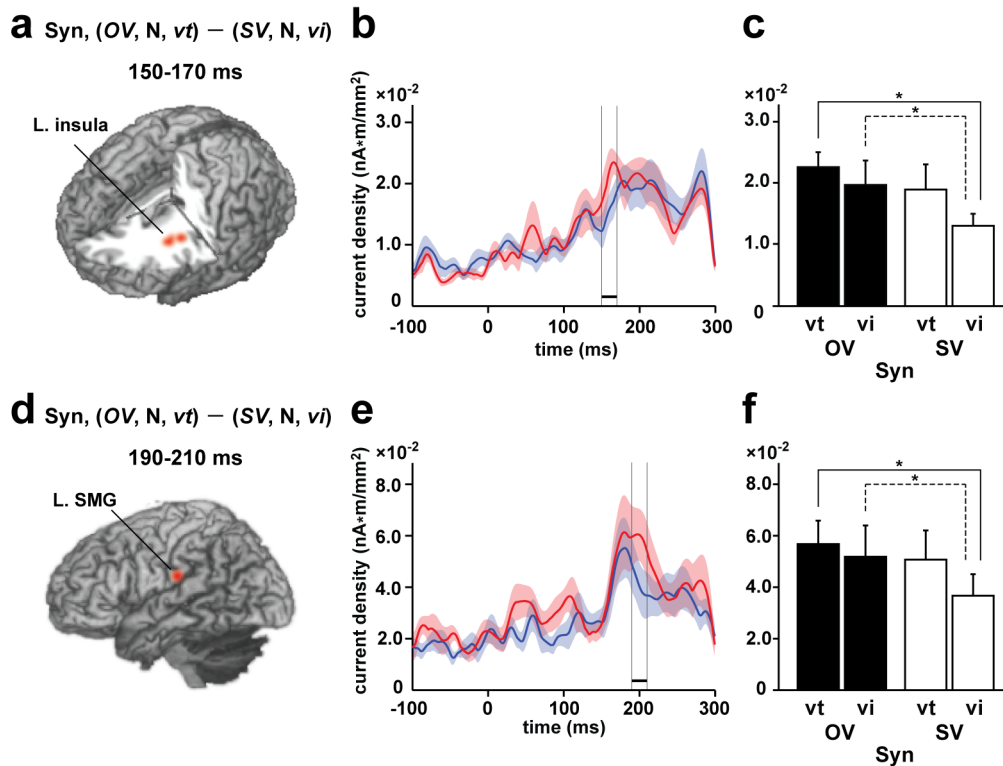 a Syn, (OV, N, vt) — (SV, N, vi)
150-170 ms
L. insula
b
×10⁻²
3.0
2.0
1.0
0
current density (nA*m/mm²)
-100 0 100 200 300
time (ms)
c
×10⁻²
3.0
2.0
1.0
0
*
*
vt vi vt vi
OV SV
Syn
d Syn, (OV, N, vt) — (SV, N, vi)
190-210 ms
L. SMG
e
×10⁻²
8.0
6.0
4.0
2.0
0
current density (nA*m/mm²)
-100 0 100 200 300
time (ms)
f
×10⁻²
8.0
6.0
4.0
2.0
0
*
*
vt vi vt vi
OV SV
Syn